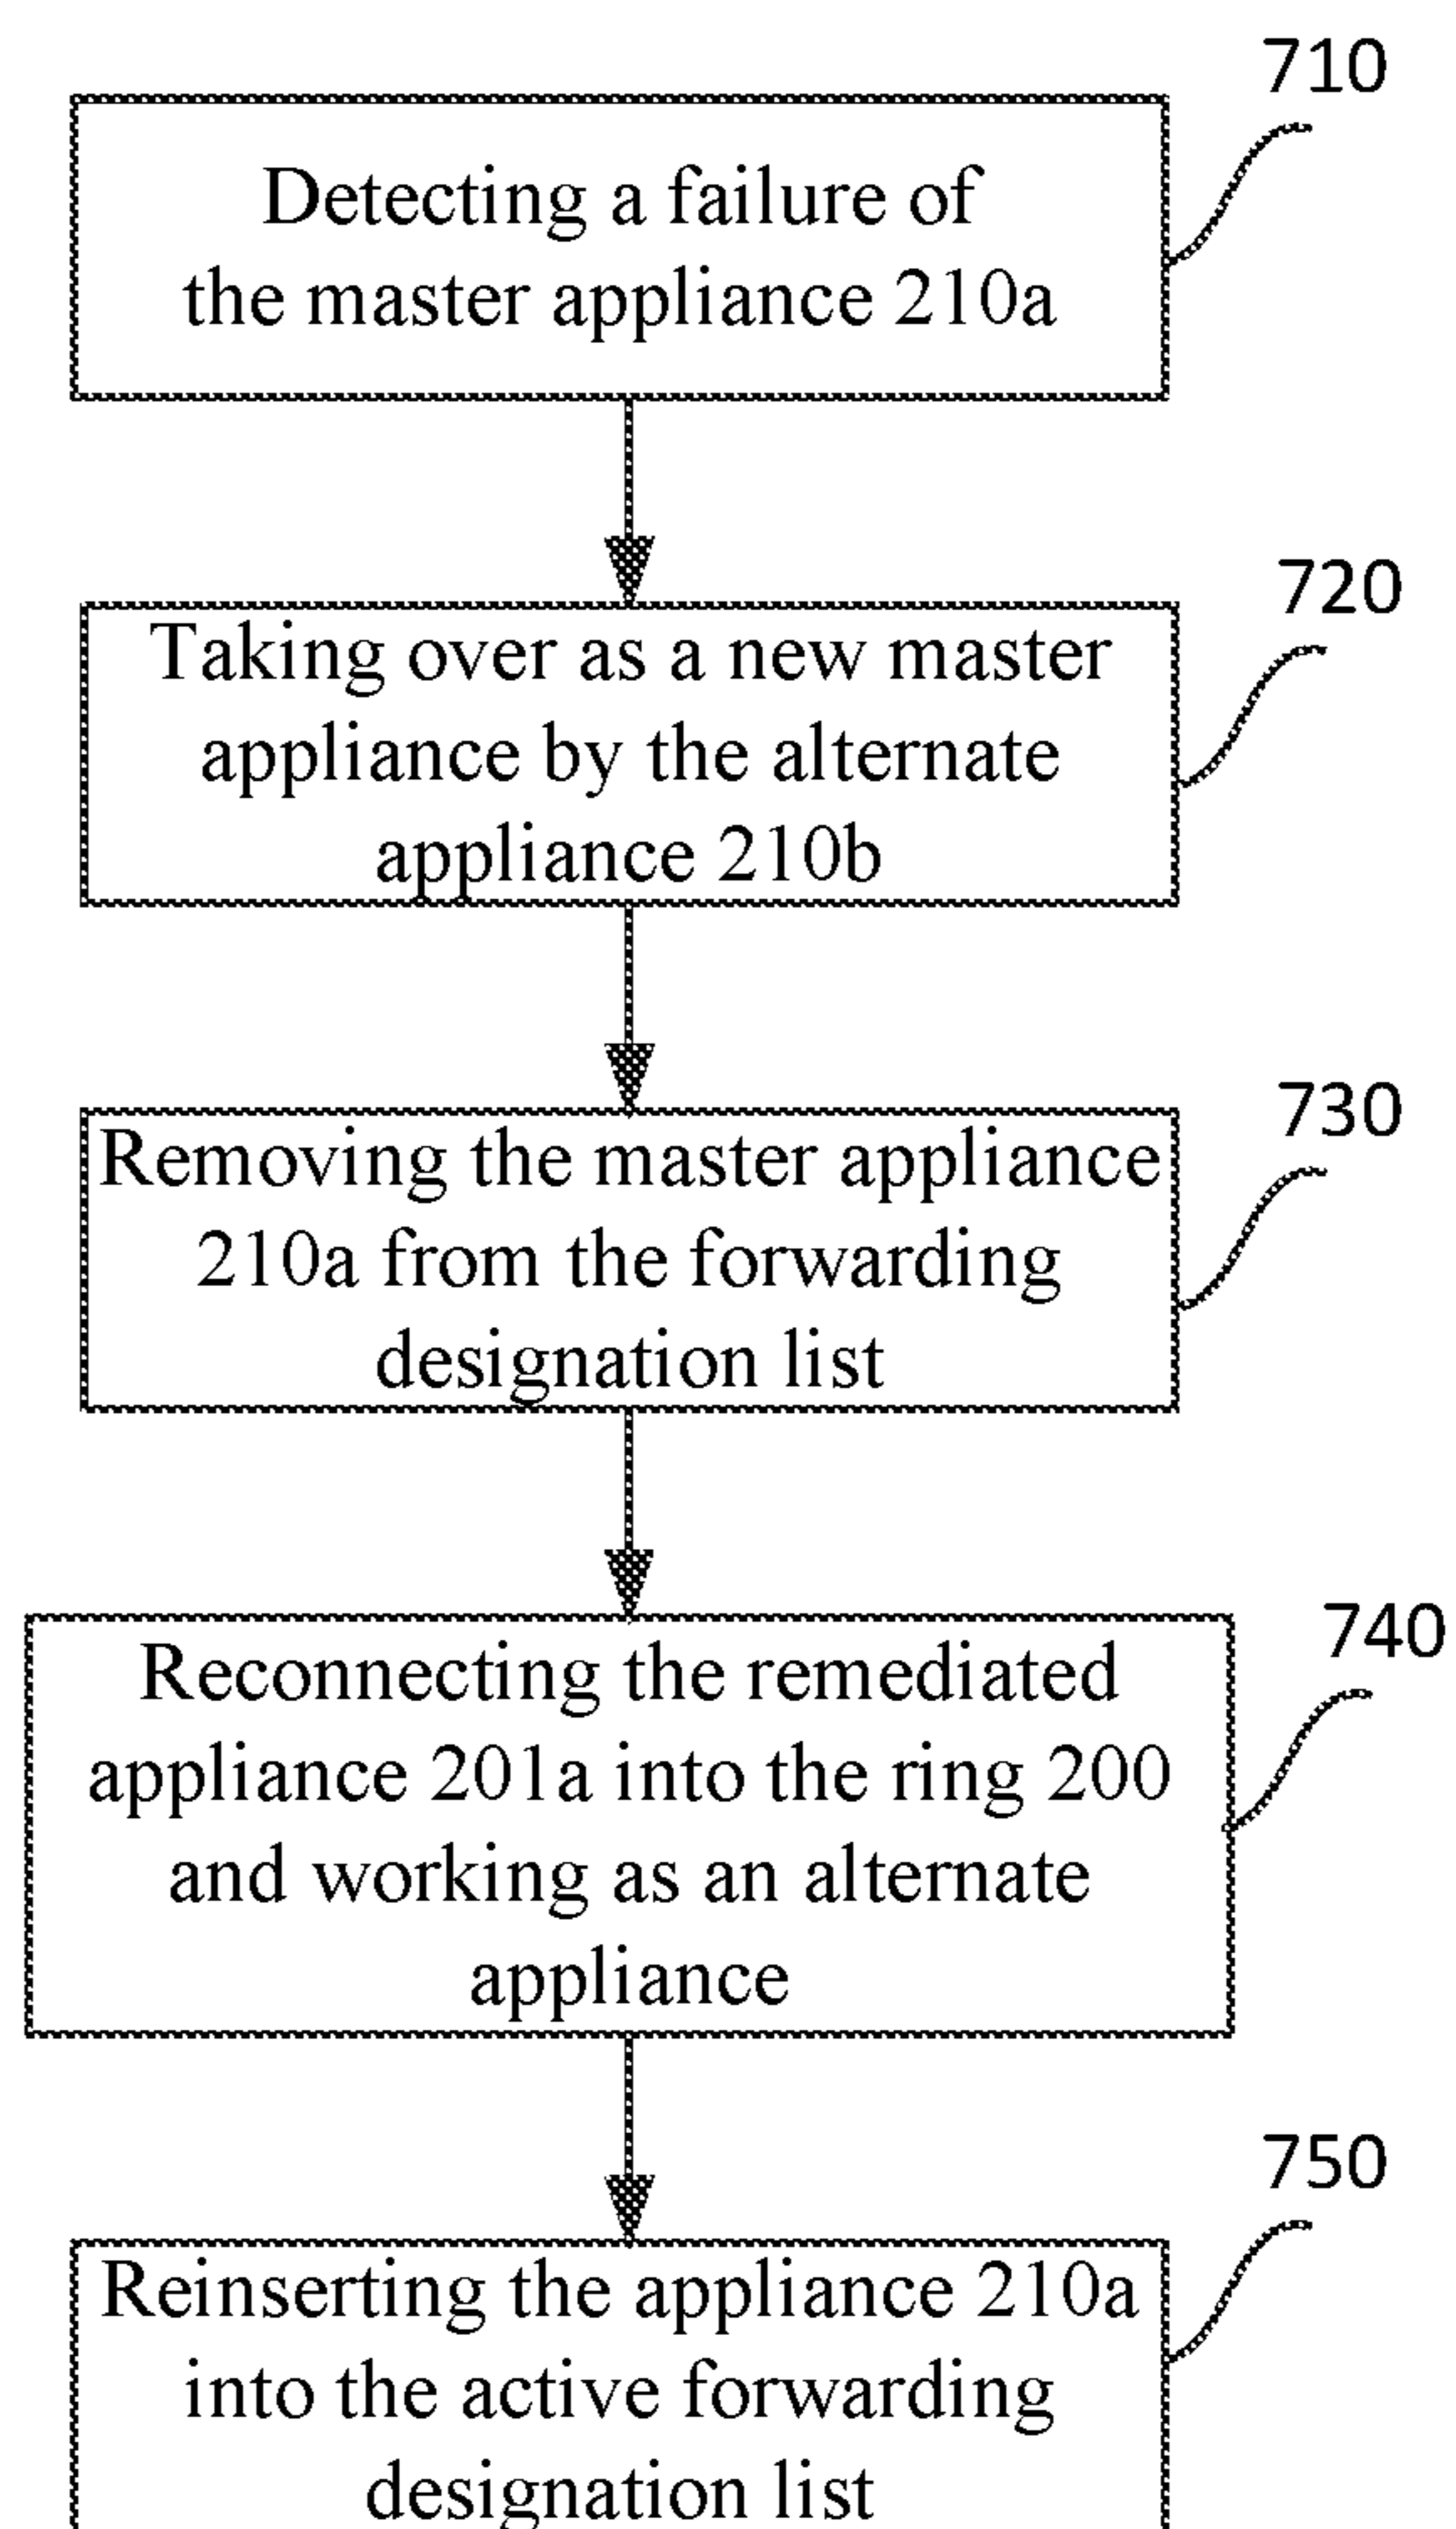 710
Detecting a failure of
the master appliance 210a
720
Taking over as a new master
appliance by the alternate
appliance 210b
730
Removing the master appliance
210a from the forwarding
designation list
740
Reconnecting the remediated
appliance 201a into the ring 200
and working as an alternate
appliance
750
Reinserting the appliance 210a
into the active forwarding
designation list